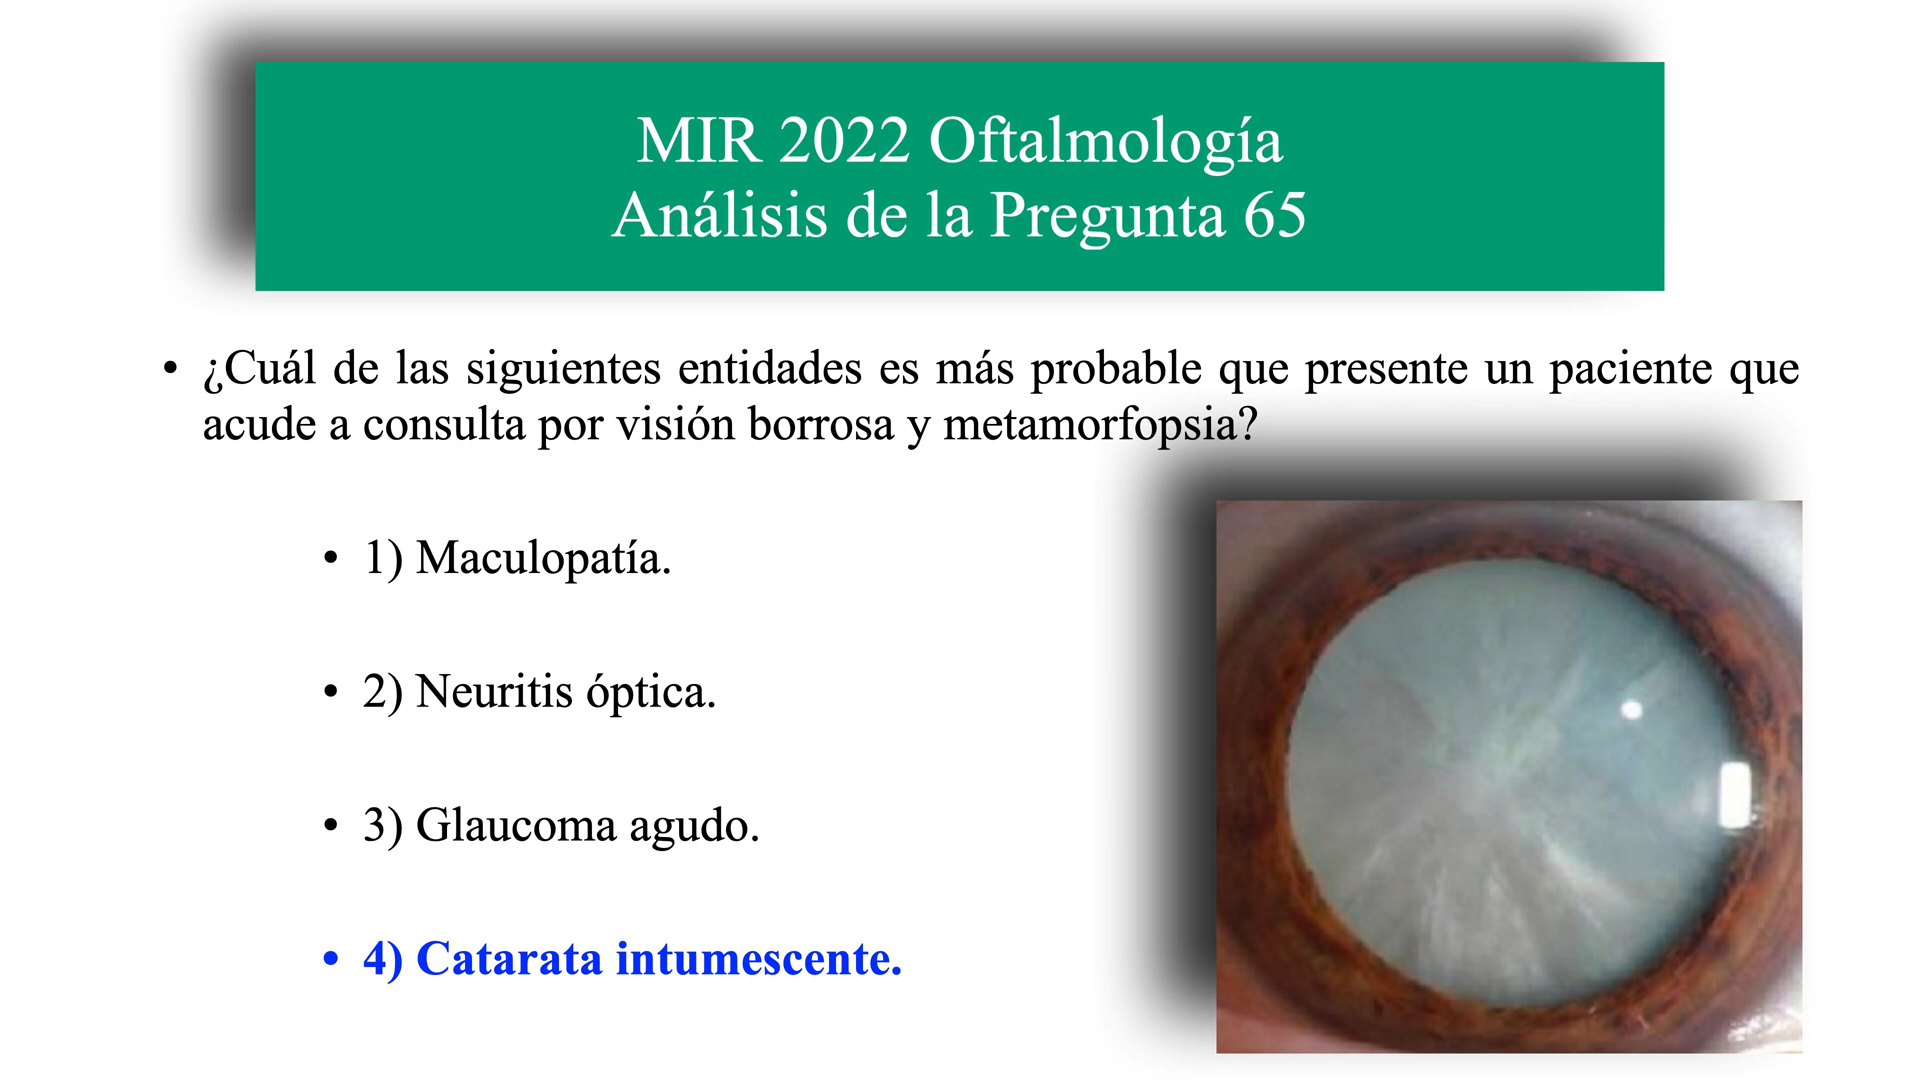 MIR 2022 Oftalmología
Análisis de la Pregunta 65
• ¿Cuál de las siguientes entidades es más probable que presente un paciente que
acude a consulta por visión borrosa y metamorfopsia?
• 1) Maculopatía.
• 2) Neuritis óptica.
• 3) Glaucoma agudo.
• 4) Catarata intumescente.